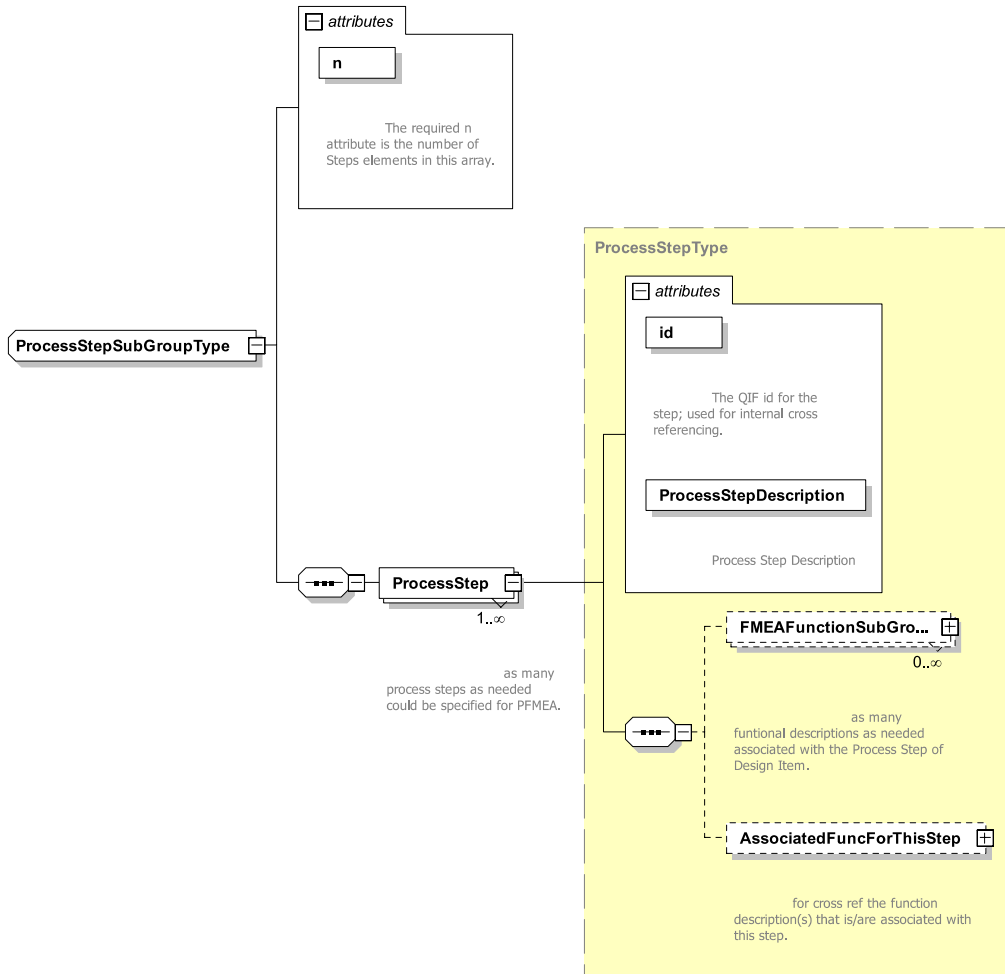 attributes
n
The required n
attribute is the number of
Steps elements in this array.
ProcessStepType
attributes
id
ProcessStepSubGroupType
The QIF id for the
step; used for internal cross
referencing.
ProcessStepDescription
Process Step Description
ProcessStep
1..∞
as many
process steps as needed
could be specified for PFMEA.
FMEAFunctionSubGro...
0..∞
as many
funtional descriptions as needed
associated with the Process Step of
Design Item.
AssociatedFuncForThisStep
for cross ref the function
description(s) that is/are associated with
this step.